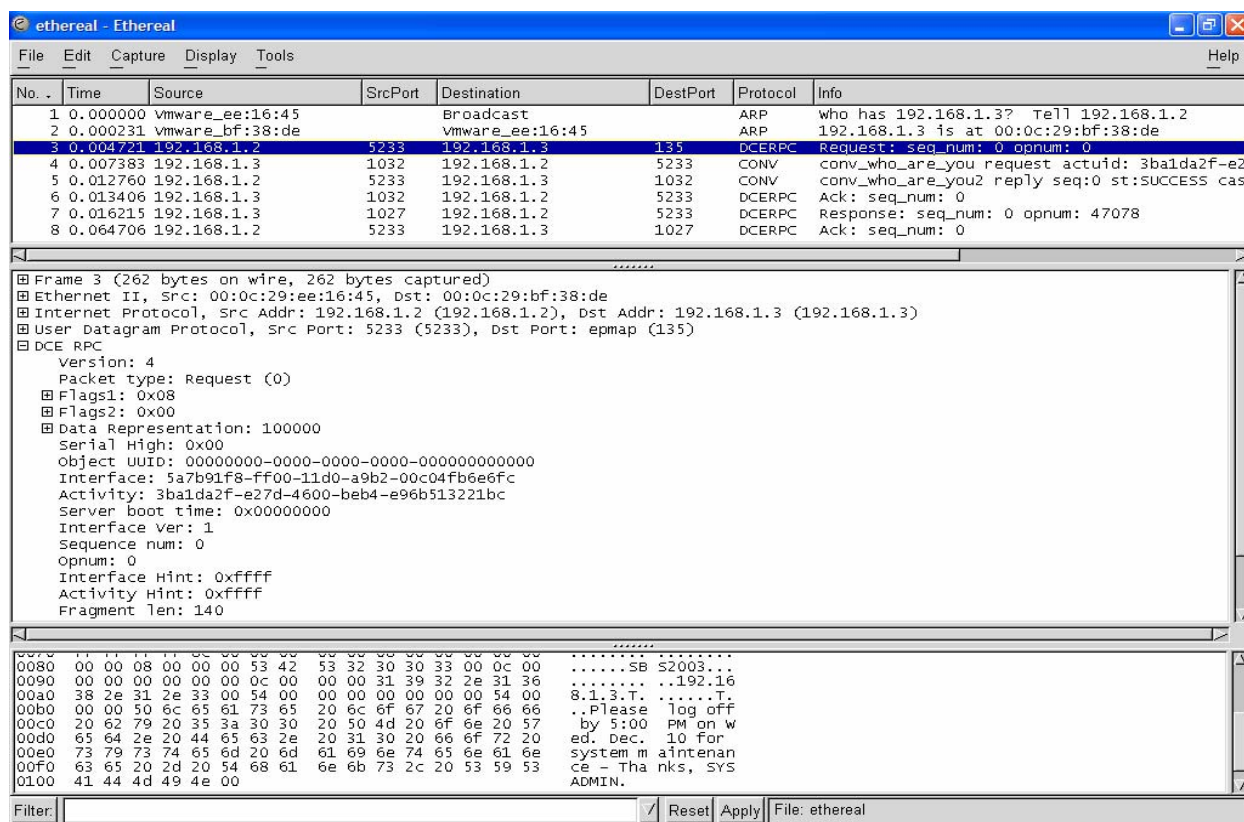 ethereal - Ethereal
File Edit Capture Display Tools Help
No. . Time Source SrcPort Destination DestPort Protocol Info
1 0.000000 Vmware_ee:16:45 Broadcast ARP Who has 192.168.1.3? Tell 192.168.1.2
2 0.000231 Vmware_bf:38:de Vmware_ee:16:45 ARP 192.168.1.3 is at 00:0c:29:bf:38:de
3 0.004721 192.168.1.2 5233 192.168.1.3 135 DCERPC Request: seq_num: 0 opnum: 0
4 0.007383 192.168.1.3 1032 192.168.1.2 5233 CONV conv_who_are_you request actuid: 3ba1da2f-e2
5 0.012760 192.168.1.2 5233 192.168.1.3 1032 CONV conv_who_are_you2 reply seq:0 st:SUCCESS cas
6 0.013406 192.168.1.3 1032 192.168.1.2 5233 DCERPC Ack: seq_num: 0
7 0.016215 192.168.1.3 1027 192.168.1.2 5233 DCERPC Response: seq_num: 0 opnum: 47078
8 0.064706 192.168.1.2 5233 192.168.1.3 1027 DCERPC Ack: seq_num: 0
Frame 3 (262 bytes on wire, 262 bytes captured)
Ethernet II, Src: 00:0c:29:ee:16:45, Dst: 00:0c:29:bf:38:de
Internet Protocol, Src Addr: 192.168.1.2 (192.168.1.2), Dst Addr: 192.168.1.3 (192.168.1.3)
User Datagram Protocol, Src Port: 5233 (5233), Dst Port: epmap (135)
DCE RPC
Version: 4
Packet type: Request (0)
Flags1: 0x08
Flags2: 0x00
Data Representation: 100000
Serial High: 0x00
Object UUID: 00000000-0000-0000-0000-000000000000
Interface: 5a7b91f8-ff00-11d0-a9b2-00c04fb6e6fc
Activity: 3ba1da2f-e27d-4600-beb4-e96b513221bc
Server boot time: 0x00000000
Interface Ver: 1
Sequence num: 0
Opnum: 0
Interface Hint: 0xffff
Activity Hint: 0xffff
Fragment len: 140
0080 00 00 08 00 00 00 53 42 53 32 30 30 33 00 0c 00 ......SB S2003...
0090 00 00 00 00 00 00 0c 00 00 00 31 39 32 2e 31 36 ........ ..192.16
00a0 38 2e 31 2e 33 00 54 00 00 00 00 00 00 00 54 00 8.1.3.T. ......T.
00b0 00 00 50 6c 65 61 73 65 20 6c 6f 67 20 6f 66 66 ..Please log off
00c0 20 62 79 20 35 3a 30 30 20 50 4d 20 6f 6e 20 57 by 5:00 PM on W
00d0 65 64 2e 20 44 65 63 2e 20 31 30 20 66 6f 72 20 ed. Dec. 10 for
00e0 73 79 73 74 65 6d 20 6d 61 69 6e 74 65 6e 61 6e system m aintenan
00f0 63 65 20 2d 20 54 68 61 6e 6b 73 2c 20 53 59 53 ce - Tha nks, SYS
0100 41 44 4d 49 4e 00 ADMIN.
Filter: Reset Apply File: ethereal